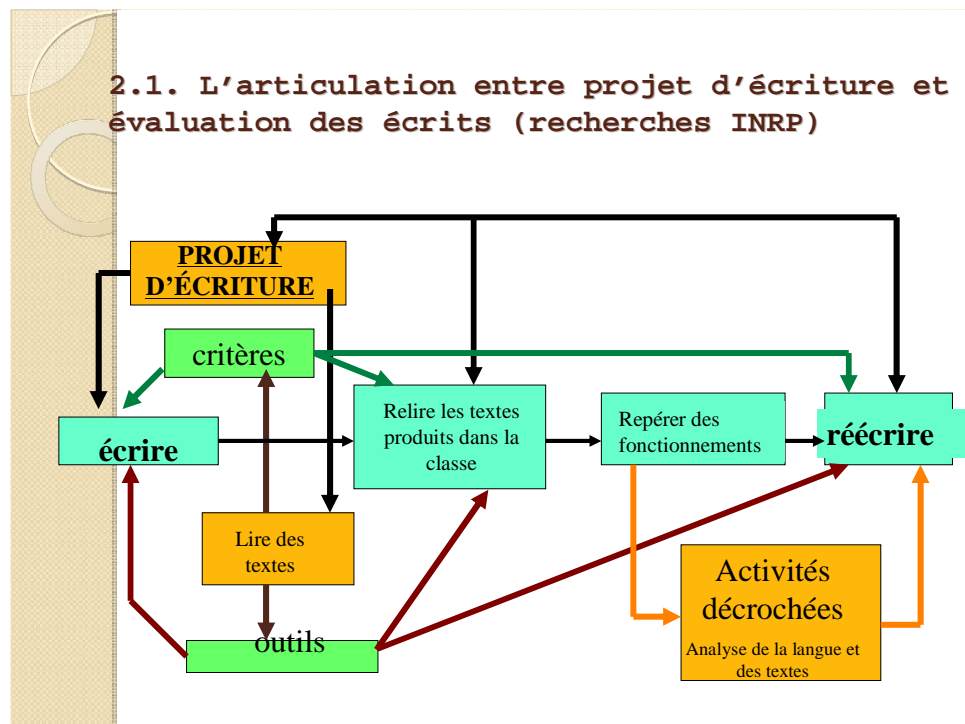 2.1. L’articulation entre projet d’écriture et
évaluation des écrits (recherches INRP)
PROJET
D’ÉCRITURE
critères
écrire
Relire les textes
produits dans la
classe
Repérer des
fonctionnements
réécrire
Lire des
textes
outils
Activités
décrochées
Analyse de la langue et
des textes